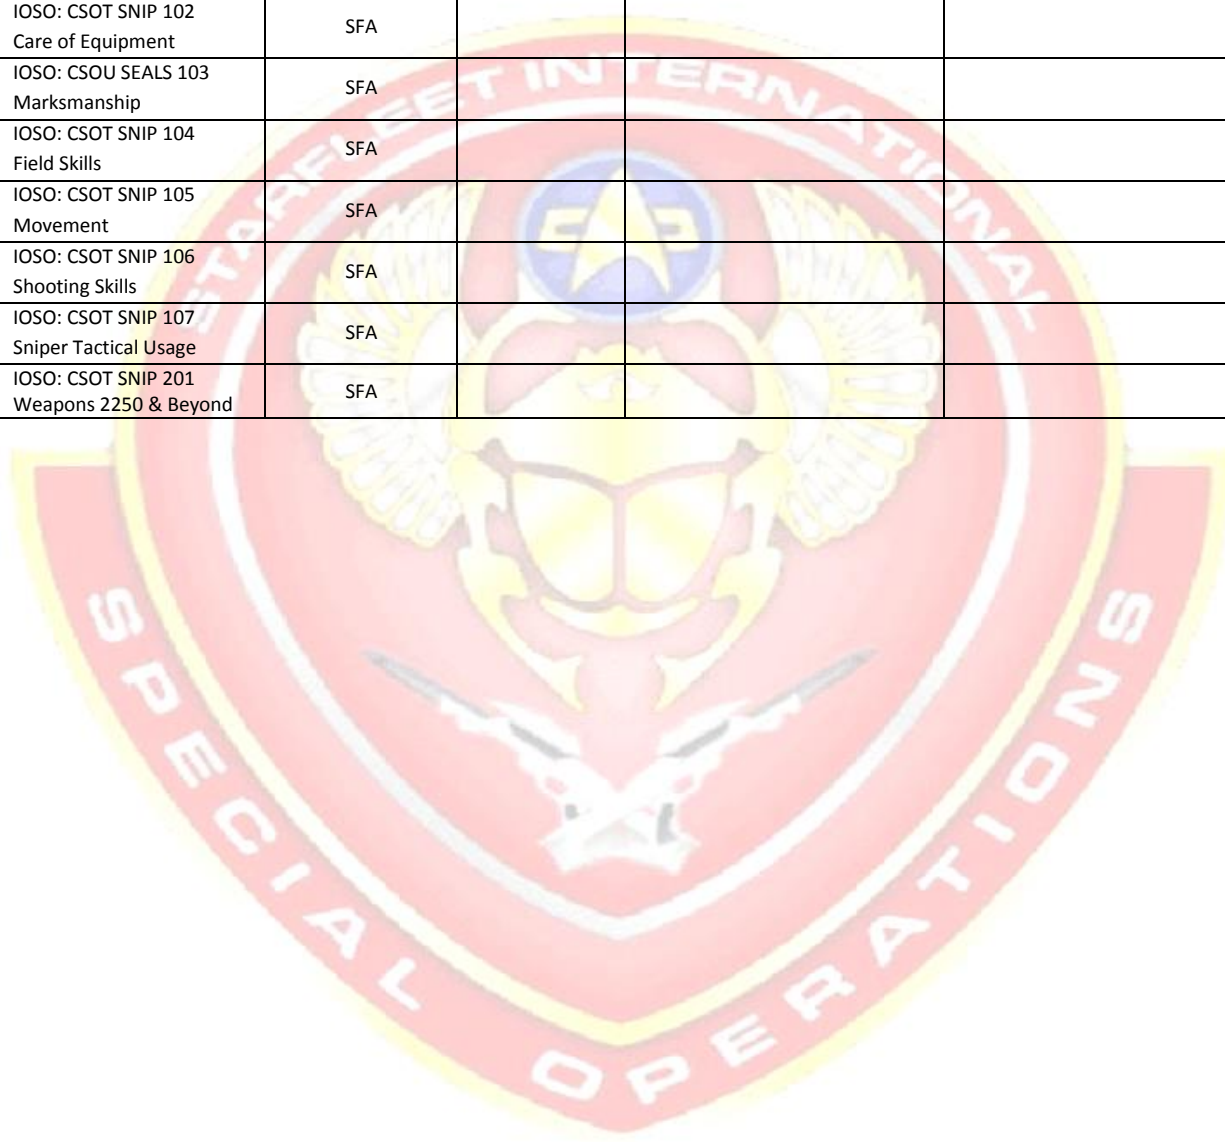 IOSO: CSOT SNIP 102
Care of Equipment
SFA
IOSO: CSOU SEALS 103
Marksmanship
SFA
IOSO: CSOT SNIP 104
Field Skills
SFA
IOSO: CSOT SNIP 105
Movement
SFA
IOSO: CSOT SNIP 106
Shooting Skills
SFA
IOSO: CSOT SNIP 107
Sniper Tactical Usage
SFA
IOSO: CSOT SNIP 201
Weapons 2250 & Beyond
SFA
STARFLEET INTERNATIONAL
SPECIAL OPERATIONS